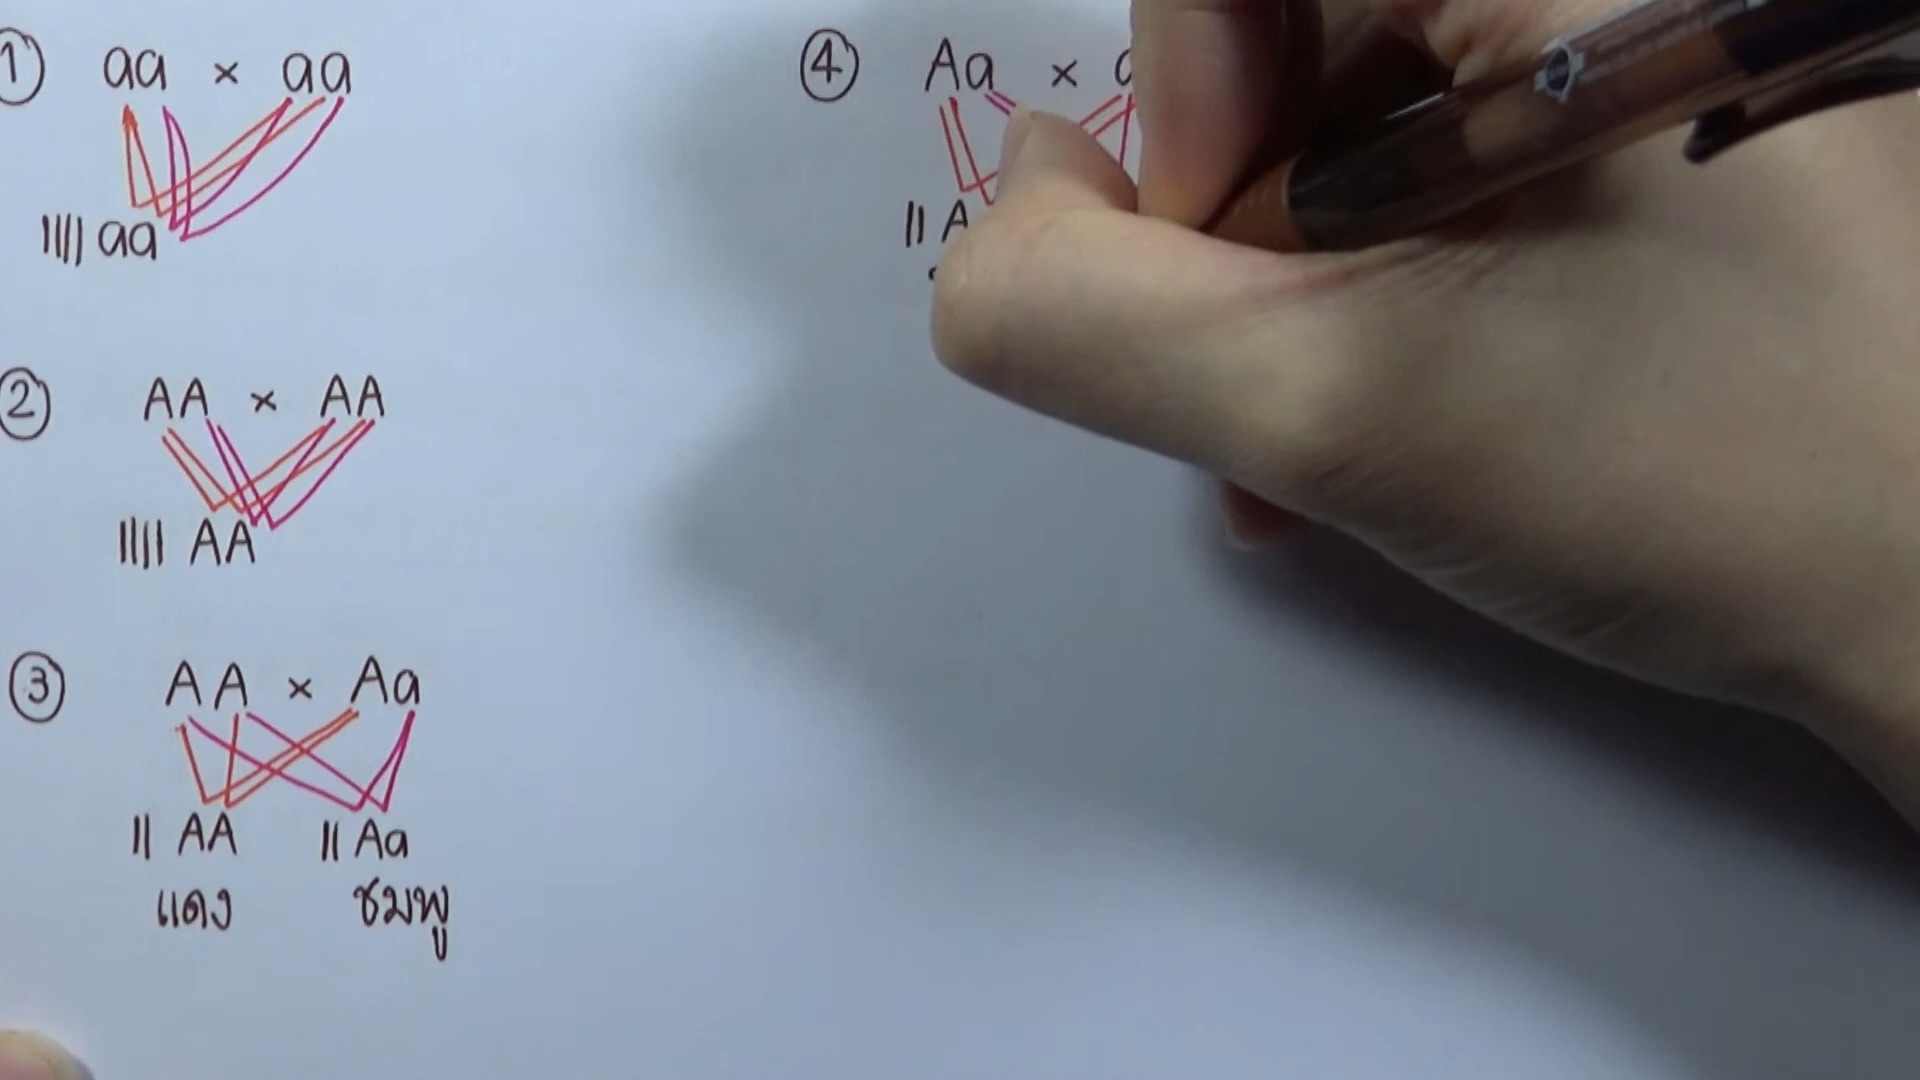 ① aa × aa
|||| aa
② AA × AA
|||| AA
③ AA × Aa
|| AA || Aa
แดง ชมพู
④ Aa ×
|| A